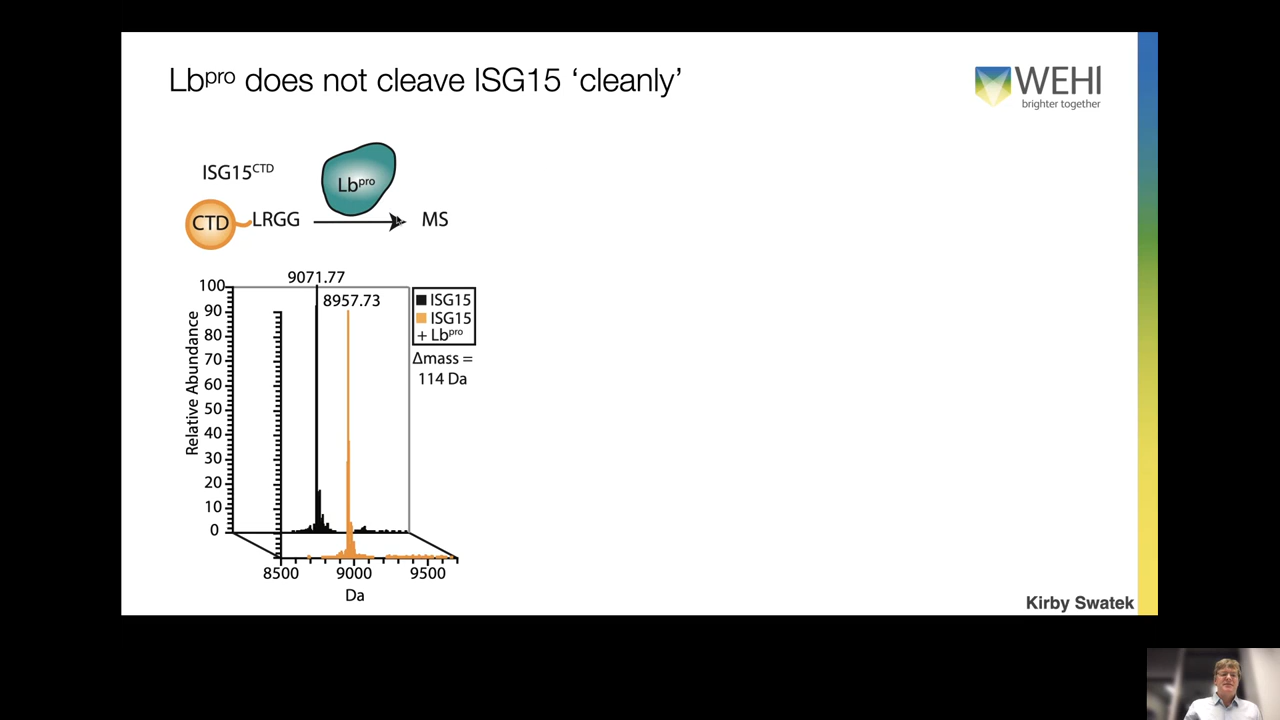 Lbpro does not cleave ISG15 ‘cleanly’
WEHI
brighter together
ISG15CTD
Lbpro
CTD
LRGG
MS
9071.77
8957.73
100
90
80
70
60
50
40
30
20
10
0
Relative Abundance
ISG15
ISG15
+ Lbpro
Δmass =
114 Da
8500
9000
9500
Da
Kirby Swatek